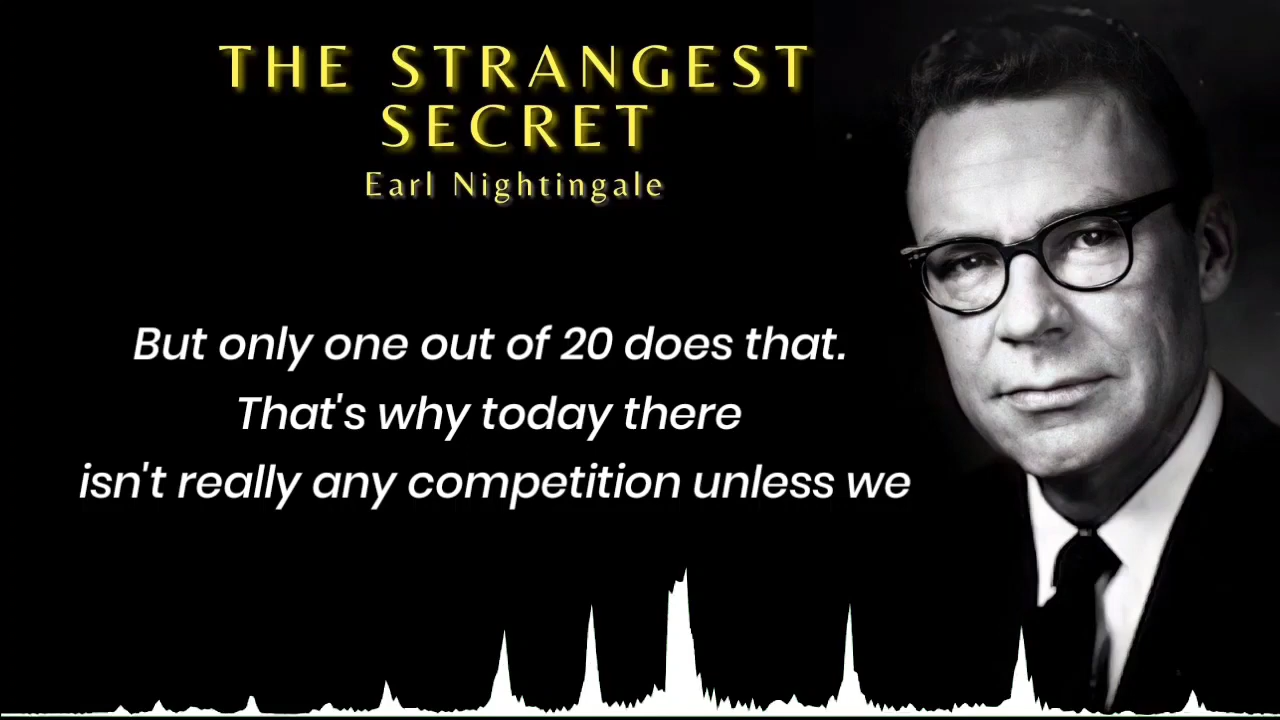 THE STRANGEST
SECRET
Earl Nightingale
But only one out of 20 does that.
That's why today there
isn't really any competition unless we